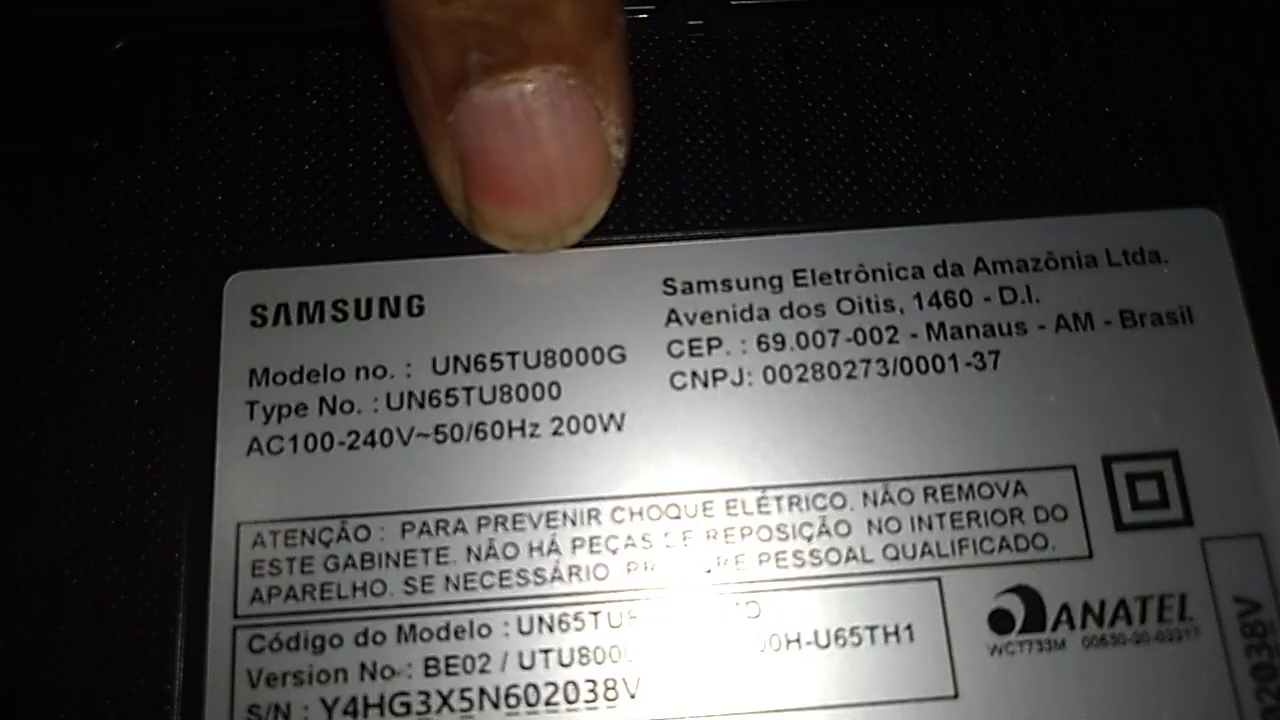 SAMSUNG
Modelo no. : UN65TU8000G
Type No. : UN65TU8000
AC100-240V~50/60Hz 200W
Samsung Eletrônica da Amazônia Ltda.
Avenida dos Oitis, 1460 - D.I.
CEP. : 69.007-002 - Manaus - AM - Brasil
CNPJ: 00280273/0001-37
ATENÇÃO : PARA PREVENIR CHOQUE ELÉTRICO, NÃO REMOVA
ESTE GABINETE. NÃO HÁ PEÇAS DE REPOSIÇÃO NO INTERIOR DO
APARELHO. SE NECESSÁRIO PESSOAL QUALIFICADO.
Código do Modelo :
Version No. : BE02 /
S/N : Y4HG3X5N602038V
ANATEL
WCT733M
02038V